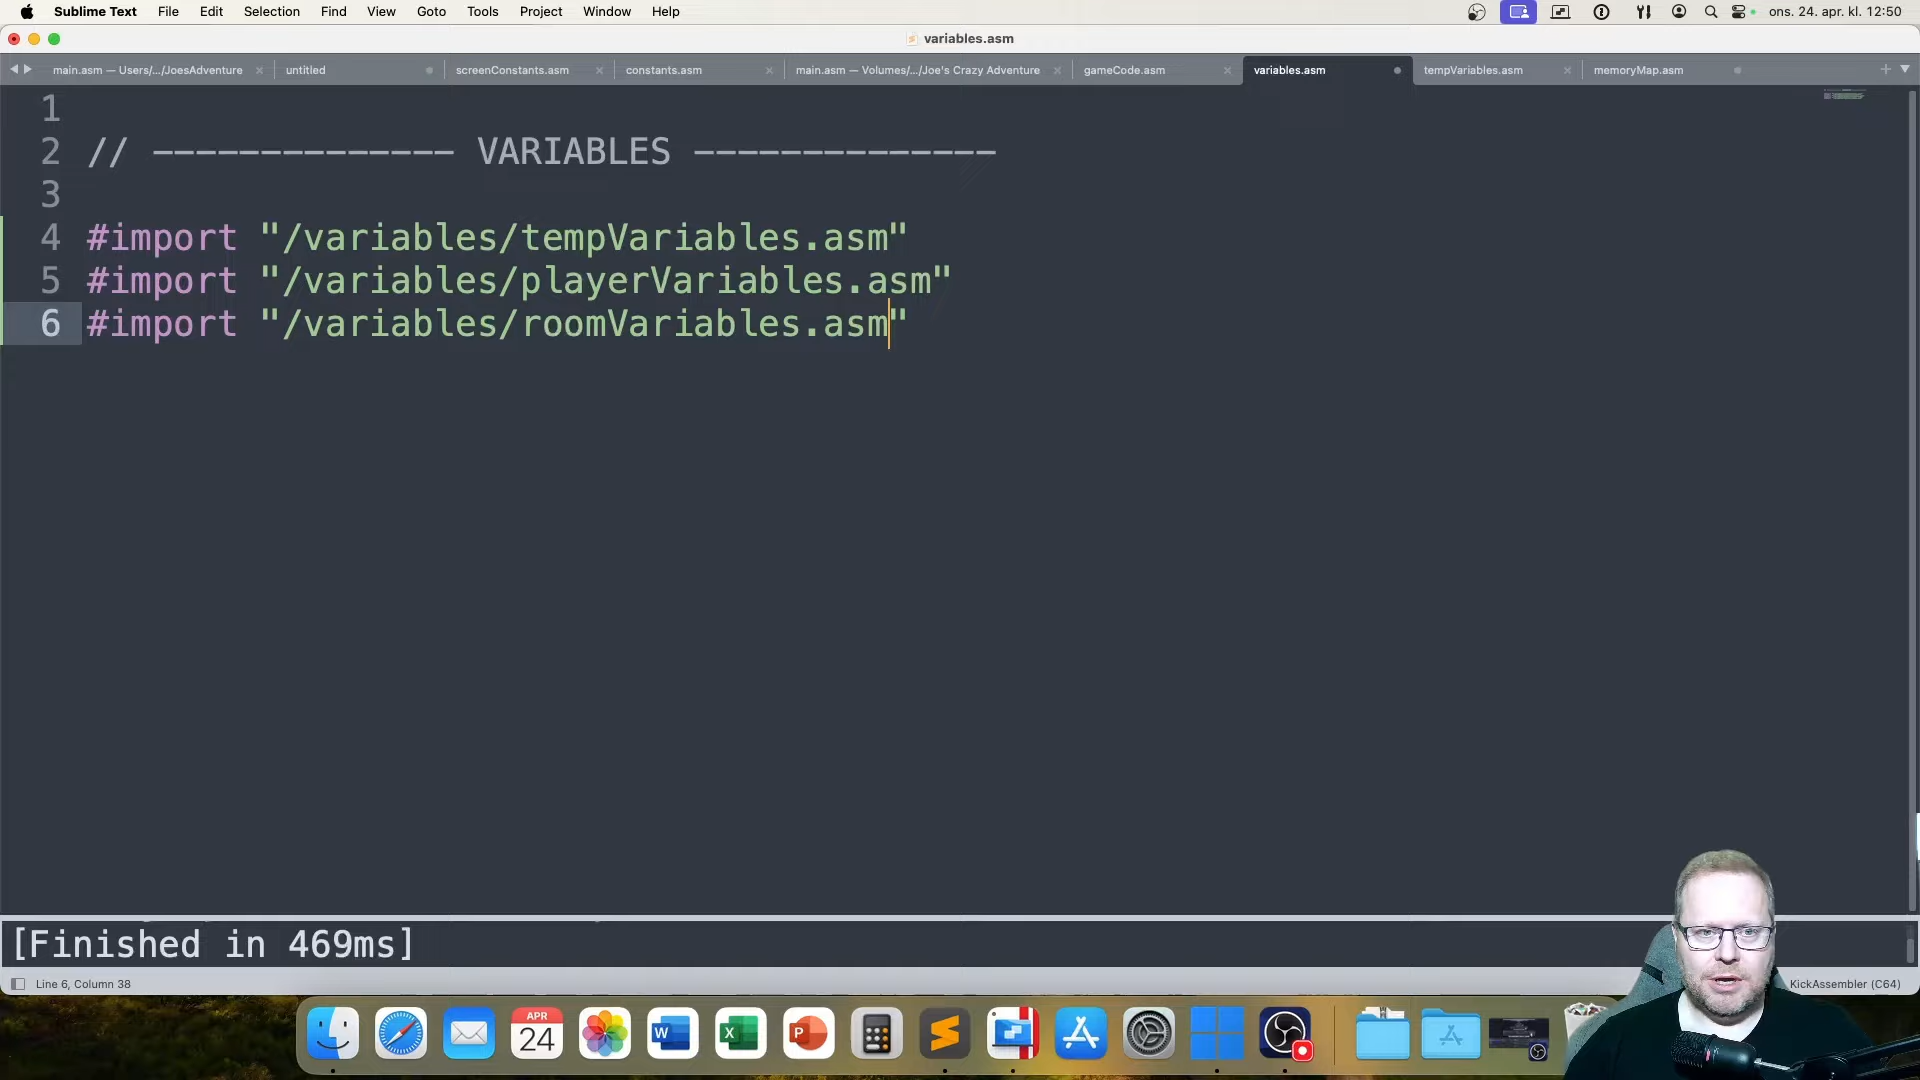 Sublime Text File Edit Selection Find View Goto Tools Project Window Help ons. 24. apr. kl. 12:50
variables.asm
main.asm — Users/.../JoesAdventure untitled screenConstants.asm constants.asm main.asm — Volumes/.../Joe's Crazy Adventure gameCode.asm variables.asm tempVariables.asm memoryMap.asm
1
2 // -------------- VARIABLES --------------
3
4 #import "/variables/tempVariables.asm"
5 #import "/variables/playerVariables.asm"
6 #import "/variables/roomVariables.asm"
[Finished in 469ms]
Line 6, Column 38 KickAssembler (C64)
APR
24
W
X
P